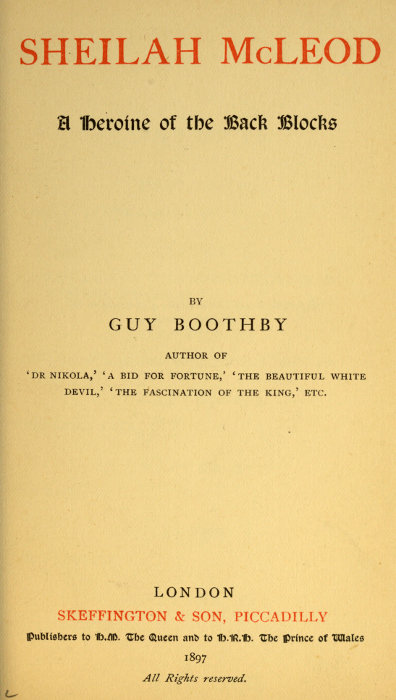 SHEILAH McLEOD
A Heroine of the Back Blocks
BY
GUY BOOTHBY
AUTHOR OF
'DR NIKOLA,' 'A BID FOR FORTUNE,' 'THE BEAUTIFUL WHITE
DEVIL,' 'THE FASCINATION OF THE KING,' ETC.
LONDON
SKEFFINGTON & SON, PICCADILLY
Publishers to H.M. The Queen and to H.R.H. The Prince of Wales
1897
All Rights reserved.